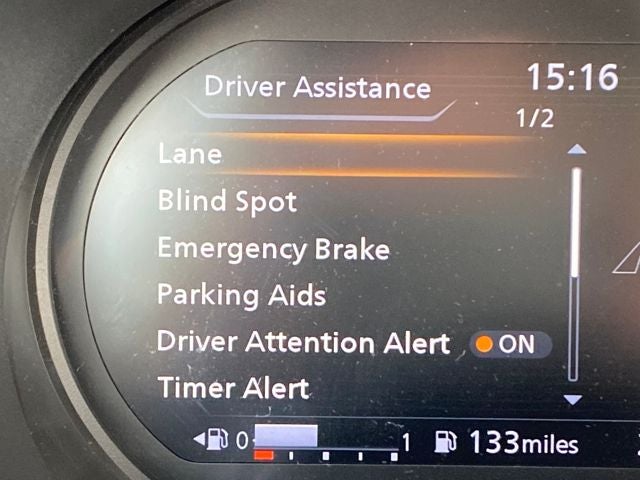 Driver Assistance
15:16
1/2
Lane
Blind Spot
Emergency Brake
Parking Aids
Driver Attention Alert ON
Timer Alert
0 1 133miles